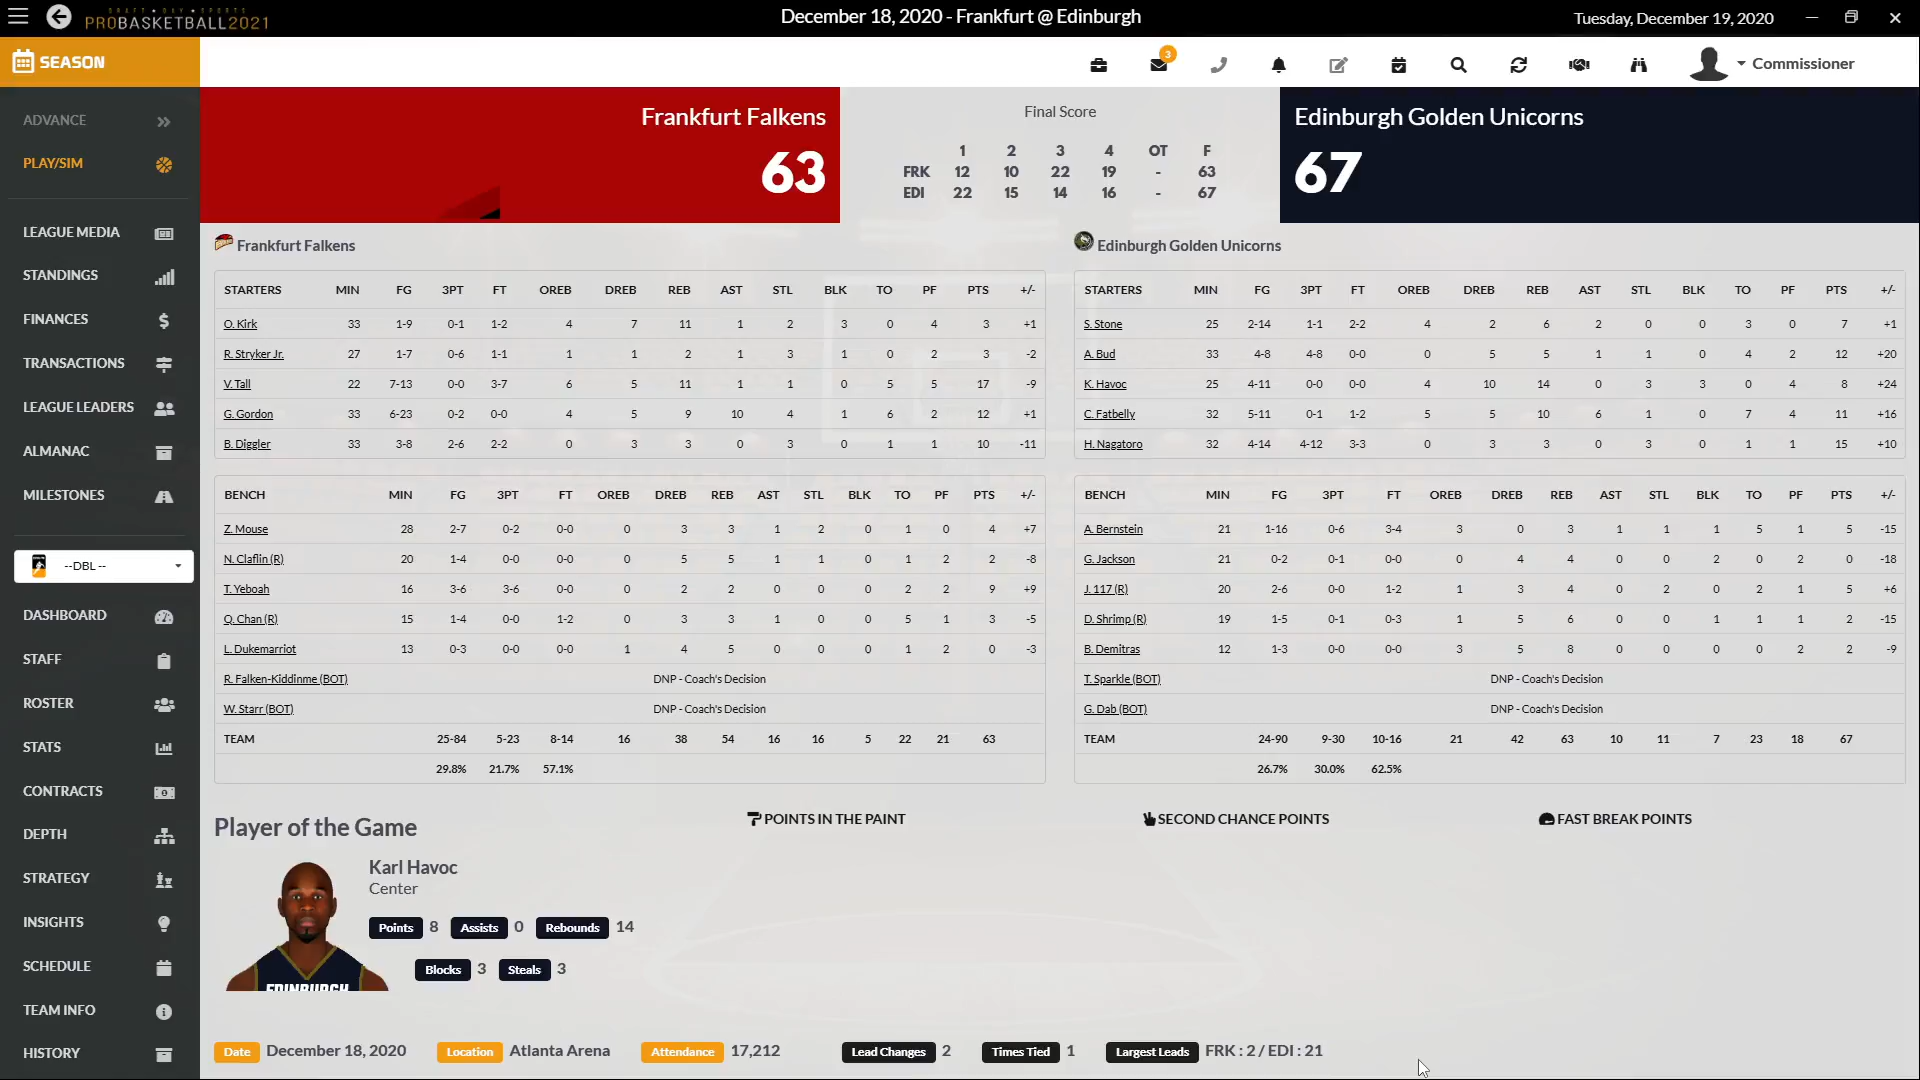 DRAFT • DAY • SPORTS
PROBASKETBALL2021
December 18, 2020 - Frankfurt @ Edinburgh
Tuesday, December 19, 2020
SEASON
3
Commissioner
ADVANCE
PLAY/SIM
LEAGUE MEDIA
STANDINGS
FINANCES
TRANSACTIONS
LEAGUE LEADERS
ALMANAC
MILESTONES
--DBL --
DASHBOARD
STAFF
ROSTER
STATS
CONTRACTS
DEPTH
STRATEGY
INSIGHTS
SCHEDULE
TEAM INFO
HISTORY
Frankfurt Falkens
63
Final Score
1 2 3 4 OT F
FRK 12 10 22 19 - 63
EDI 22 15 14 16 - 67
Edinburgh Golden Unicorns
67
Frankfurt Falkens
STARTERS MIN FG 3PT FT OREB DREB REB AST STL BLK TO PF PTS +/-
O. Kirk 33 1-9 0-1 1-2 4 7 11 1 2 3 0 4 3 +1
R. Stryker Jr. 27 1-7 0-6 1-1 1 1 2 1 3 1 0 2 3 -2
V. Tall 22 7-13 0-0 3-7 6 5 11 1 1 0 5 5 17 -9
G. Gordon 33 6-23 0-2 0-0 4 5 9 10 4 1 6 2 12 +1
B. Diggler 33 3-8 2-6 2-2 0 3 3 0 3 0 1 1 10 -11
BENCH MIN FG 3PT FT OREB DREB REB AST STL BLK TO PF PTS +/-
Z. Mouse 28 2-7 0-2 0-0 0 3 3 1 2 0 1 0 4 +7
N. Claflin (R) 20 1-4 0-0 0-0 0 5 5 1 1 0 1 2 2 -8
T. Yeboah 16 3-6 3-6 0-0 0 2 2 0 0 0 2 2 9 +9
Q. Chan (R) 15 1-4 0-0 1-2 0 3 3 1 0 0 5 1 3 -5
L. Dukemarriot 13 0-3 0-0 0-0 1 4 5 0 0 0 1 2 0 -3
R. Falken-Kiddinme (BOT) DNP - Coach's Decision
W. Starr (BOT) DNP - Coach's Decision
TEAM 25-84 5-23 8-14 16 38 54 16 16 5 22 21 63
29.8% 21.7% 57.1%
Edinburgh Golden Unicorns
STARTERS MIN FG 3PT FT OREB DREB REB AST STL BLK TO PF PTS +/-
S. Stone 25 2-14 1-1 2-2 4 2 6 2 0 0 3 0 7 +1
A. Bud 33 4-8 4-8 0-0 0 5 5 1 1 0 4 2 12 +20
K. Havoc 25 4-11 0-0 0-0 4 10 14 0 3 3 0 4 8 +24
C. Fatbelly 32 5-11 0-1 1-2 5 5 10 6 1 0 7 4 11 +16
H. Nagatoro 32 4-14 4-12 3-3 0 3 3 0 3 0 1 1 15 +10
BENCH MIN FG 3PT FT OREB DREB REB AST STL BLK TO PF PTS +/-
A. Bernstein 21 1-16 0-6 3-4 3 0 3 1 1 1 5 1 5 -15
G. Jackson 21 0-2 0-1 0-0 0 4 4 0 0 2 0 2 0 -18
J. 117 (R) 20 2-6 0-0 1-2 1 3 4 0 2 0 2 1 5 +6
D. Shrimp (R) 19 1-5 0-1 0-3 1 5 6 0 0 1 1 1 2 -15
B. Demitras 12 1-3 0-0 0-0 3 5 8 0 0 0 0 2 2 -9
T. Sparkle (BOT) DNP - Coach's Decision
G. Dab (BOT) DNP - Coach's Decision
TEAM 24-90 9-30 10-16 21 42 63 10 11 7 23 18 67
26.7% 30.0% 62.5%
Player of the Game
POINTS IN THE PAINT
SECOND CHANCE POINTS
FAST BREAK POINTS
Karl Havoc
Center
Points 8 Assists 0 Rebounds 14
Blocks 3 Steals 3
EDINBURGH
Date December 18, 2020 Location Atlanta Arena Attendance 17,212 Lead Changes 2 Times Tied 1 Largest Leads FRK : 2 / EDI : 21